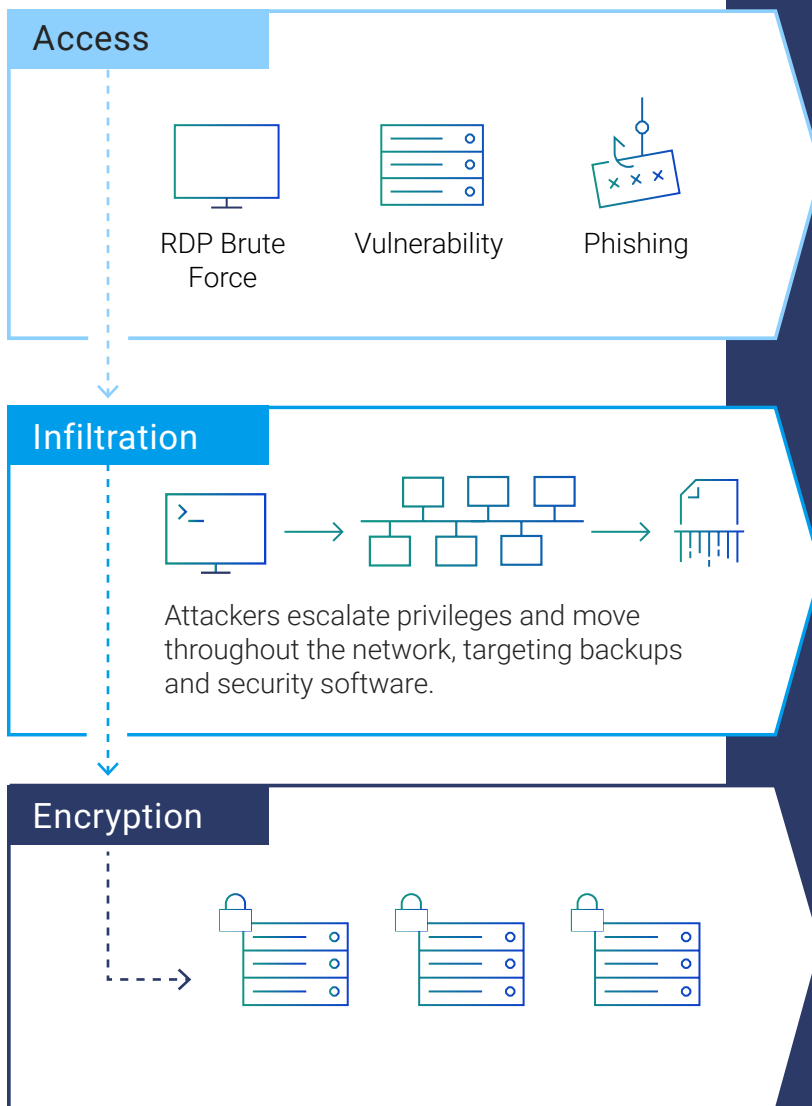 Access
RDP Brute
Force
Vulnerability
Phishing
Infiltration
>_
Attackers escalate privileges and move
throughout the network, targeting backups
and security software.
Encryption